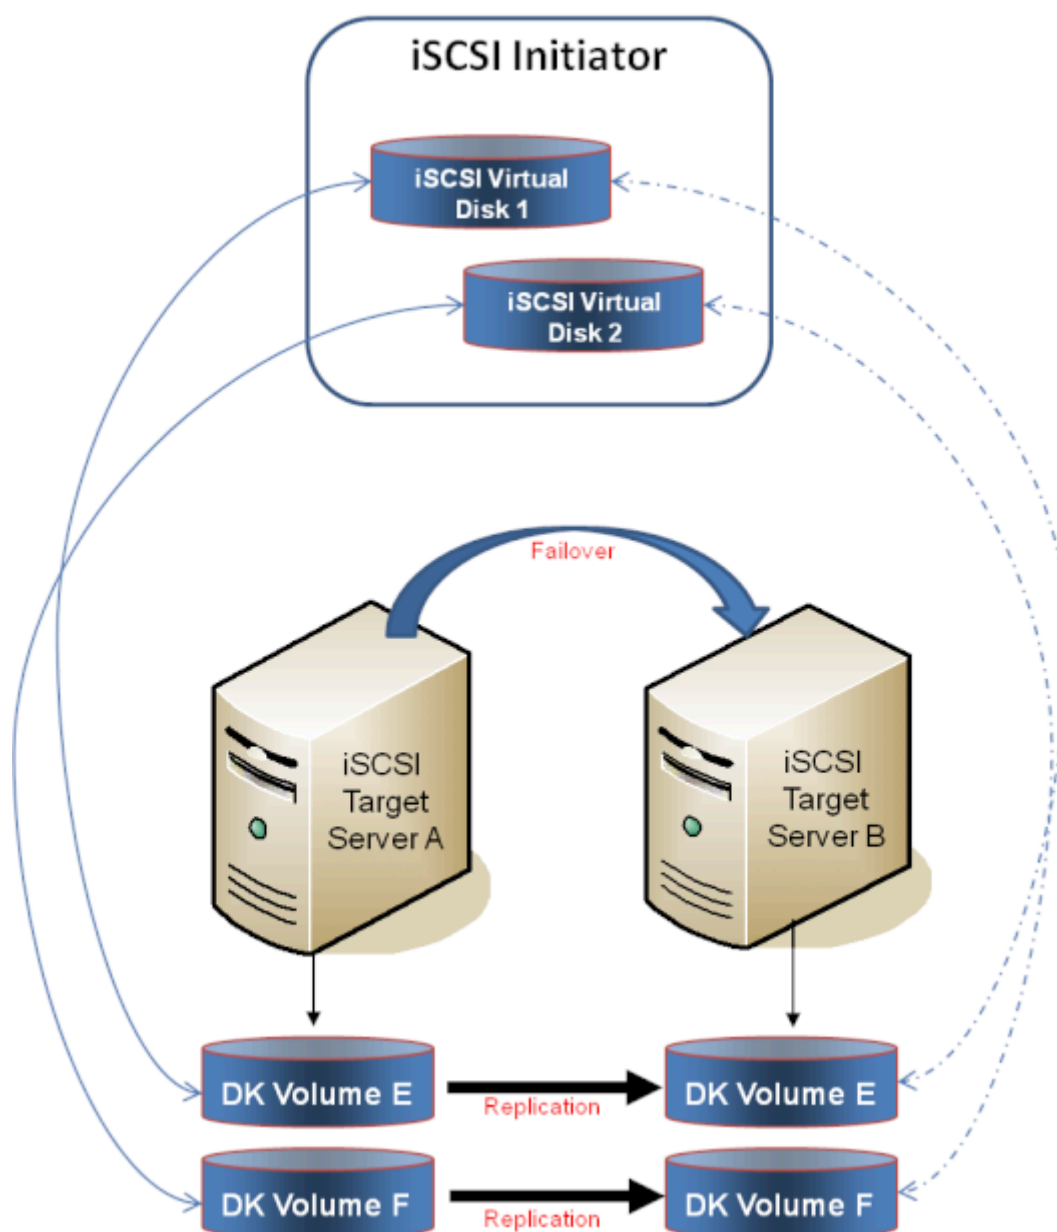 iSCSI Initiator
iSCSI Virtual
Disk 1
iSCSI Virtual
Disk 2
Failover
iSCSI
Target
Server A
iSCSI
Target
Server B
DK Volume E
Replication
DK Volume E
DK Volume F
Replication
DK Volume F